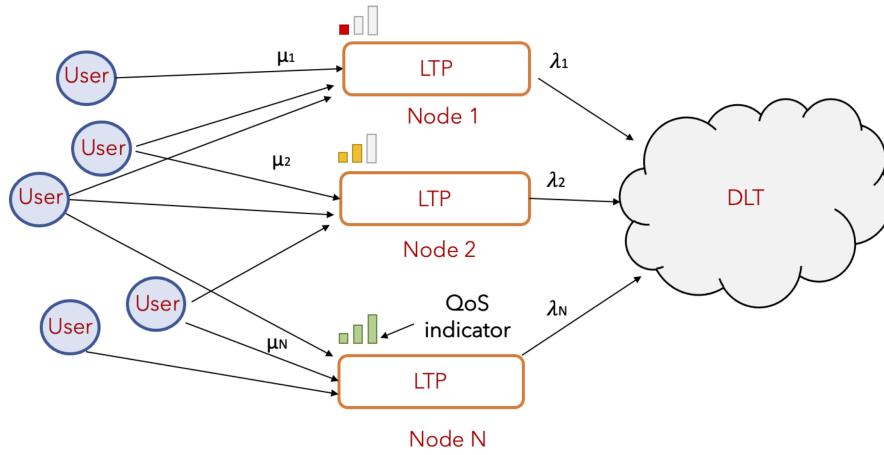 User
μ1
LTP
λ1
Node 1
User
μ2
LTP
λ2
User
DLT
Node 2
User
QoS
indicator
λN
User
μN
LTP
Node N